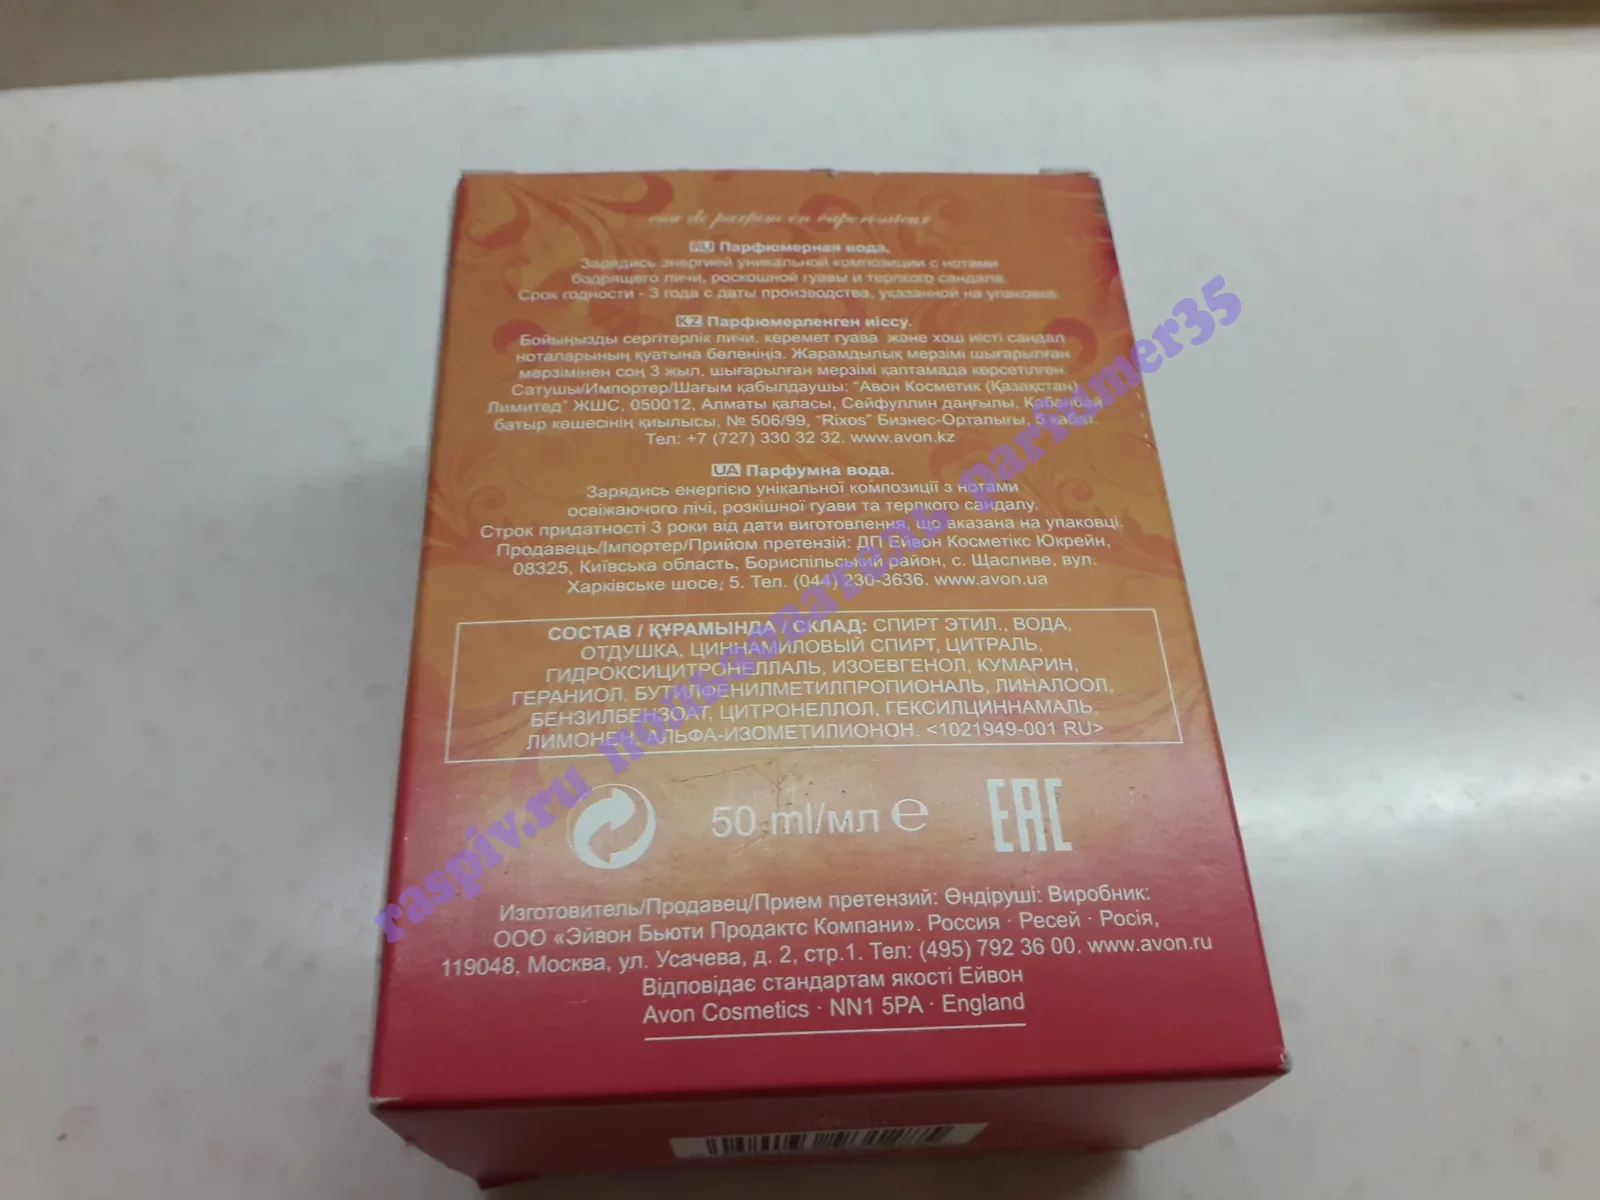 eau de parfum en vaporisateur
RU Парфюмерная вода.
Зарядись энергией уникальной композиции с нотами
бодрящего личи, роскошной гуавы и терпкого сандала.
Срок годности - 3 года с даты производства, указанной на упаковке.
KZ Парфюмерленген иіссу.
Бойыңызды сергітерлік личи, керемет гуава және хош иісті сандал
ноталарының қуатына бөлеңіңіз. Жарамдылық мерзімі шығарылған
мерзімінен соң 3 жыл, шығарылған мерзімі қаптамада көрсетілген.
Сатушы/Импортер/Шағым қабылдаушы: "Авон Косметик (Қазақстан)
Лимитед" ЖШС, 050012, Алматы қаласы, Сейфуллин даңғылы, Қабанбай
батыр көшесінің қиылысы, № 506/99, "Rixos" Бизнес-Орталығы, 5 қабат.
Тел: +7 (727) 330 32 32. www.avon.kz
UA Парфумна вода.
Зарядись енергією унікальної композиції з нотами
освіжаючого лічі, розкішної гуави та терпкого сандалу.
Строк придатності 3 роки від дати виготовлення, що вказана на упаковці.
Продавець/Імпортер/Прийом претензій: ДП Ейвон Косметікс Юкрейн,
08325, Київська область, Бориспільський район, с. Щасливе, вул.
Харківське шосе, 5. Тел. (044) 230-3636. www.avon.ua
СОСТАВ / ҚҰРАМЫНДА / СКЛАД: СПИРТ ЭТИЛ., ВОДА,
ОТДУШКА, ЦИННАМИЛОВЫЙ СПИРТ, ЦИТРАЛЬ,
ГИДРОКСИЦИТРОНЕЛЛАЛЬ, ИЗОЕВГЕНОЛ, КУМАРИН,
ГЕРАНИОЛ, БУТИЛФЕНИЛМЕТИЛПРОПИОНАЛЬ, ЛИНАЛООЛ,
БЕНЗИЛБЕНЗОАТ, ЦИТРОНЕЛЛОЛ, ГЕКСИЛЦИННАМАЛЬ,
ЛИМОНЕН, АЛЬФА-ИЗОМЕТИЛИОНОН. <1021949-001 RU>
50 ml/мл e
EAC
Изготовитель/Продавец/Прием претензий: Өндіруші: Виробник:
ООО «Эйвон Бьюти Продактс Компани». Россия · Ресей · Росія,
119048, Москва, ул. Усачева, д. 2, стр.1. Тел: (495) 792 36 00. www.avon.ru
Відповідає стандартам якості Ейвон
Avon Cosmetics · NN1 5PA · England
raspiv.ru пользователь parfumer35